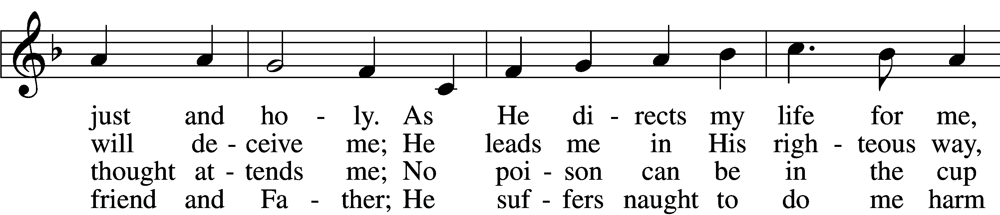 just and ho - ly. As He di - rects my life for me,
will de - ceive me; He leads me in His righ - teous way,
thought at - tends me; No poi - son can be in the cup
friend and Fa - ther; He suf - fers naught to do me harm